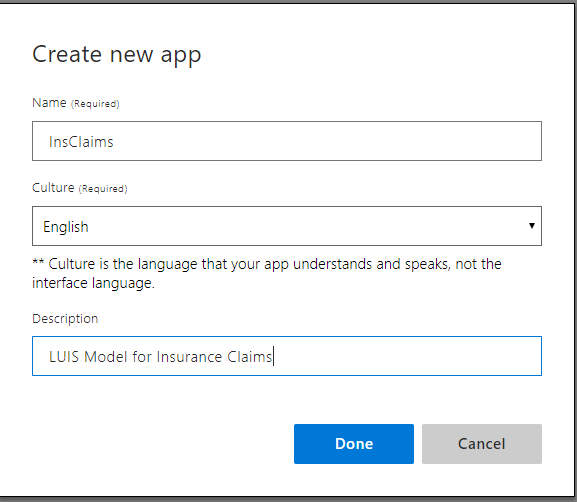 Create new app
Name (Required)
InsClaims
Culture (Required)
English
** Culture is the language that your app understands and speaks, not the
interface language.
Description
LUIS Model for Insurance Claims
Done Cancel